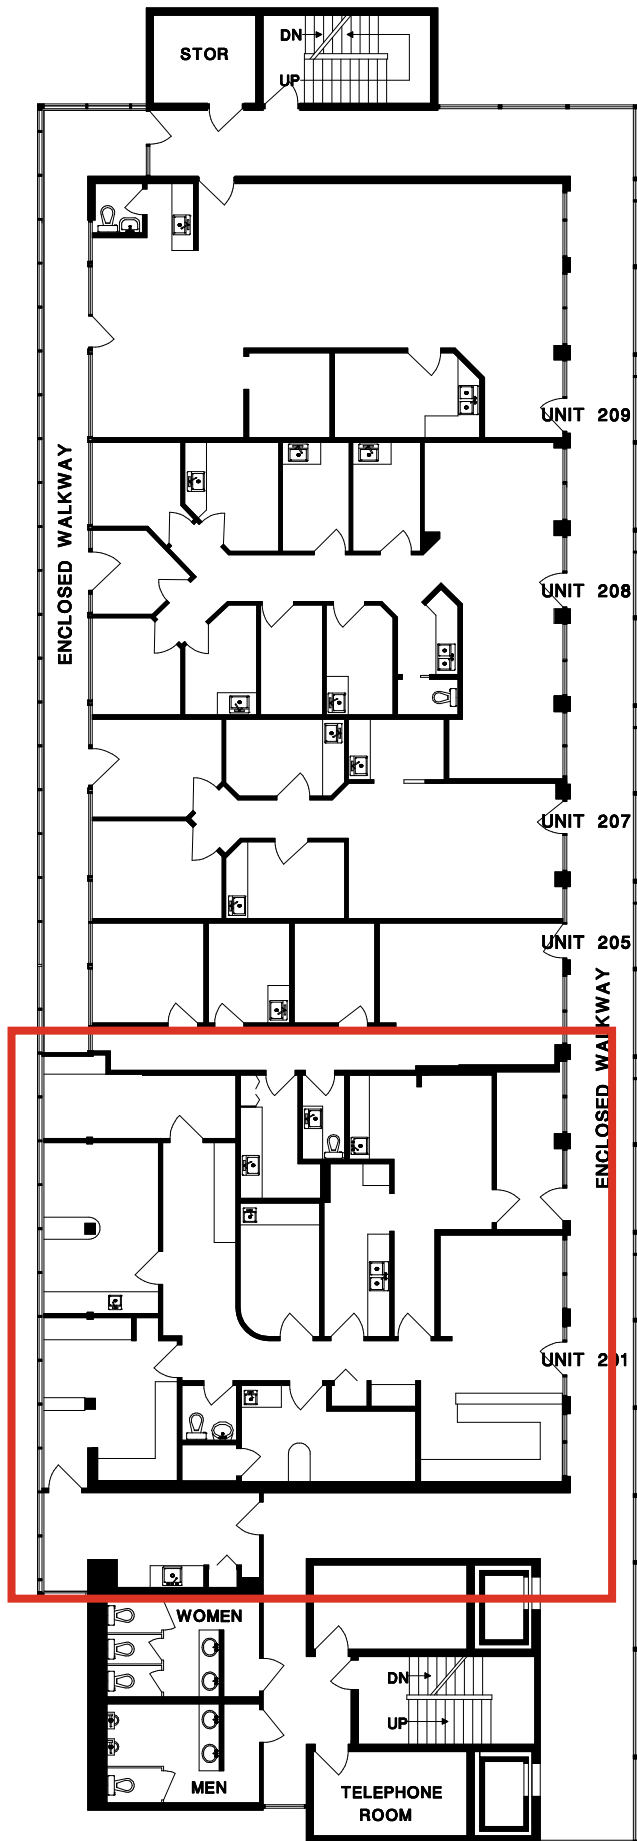 STOR
DN
UP
UNIT 209
ENCLOSED WALKWAY
UNIT 208
UNIT 207
UNIT 205
ENCLOSED WALKWAY
UNIT 201
WOMEN
DN
UP
MEN
TELEPHONE
ROOM